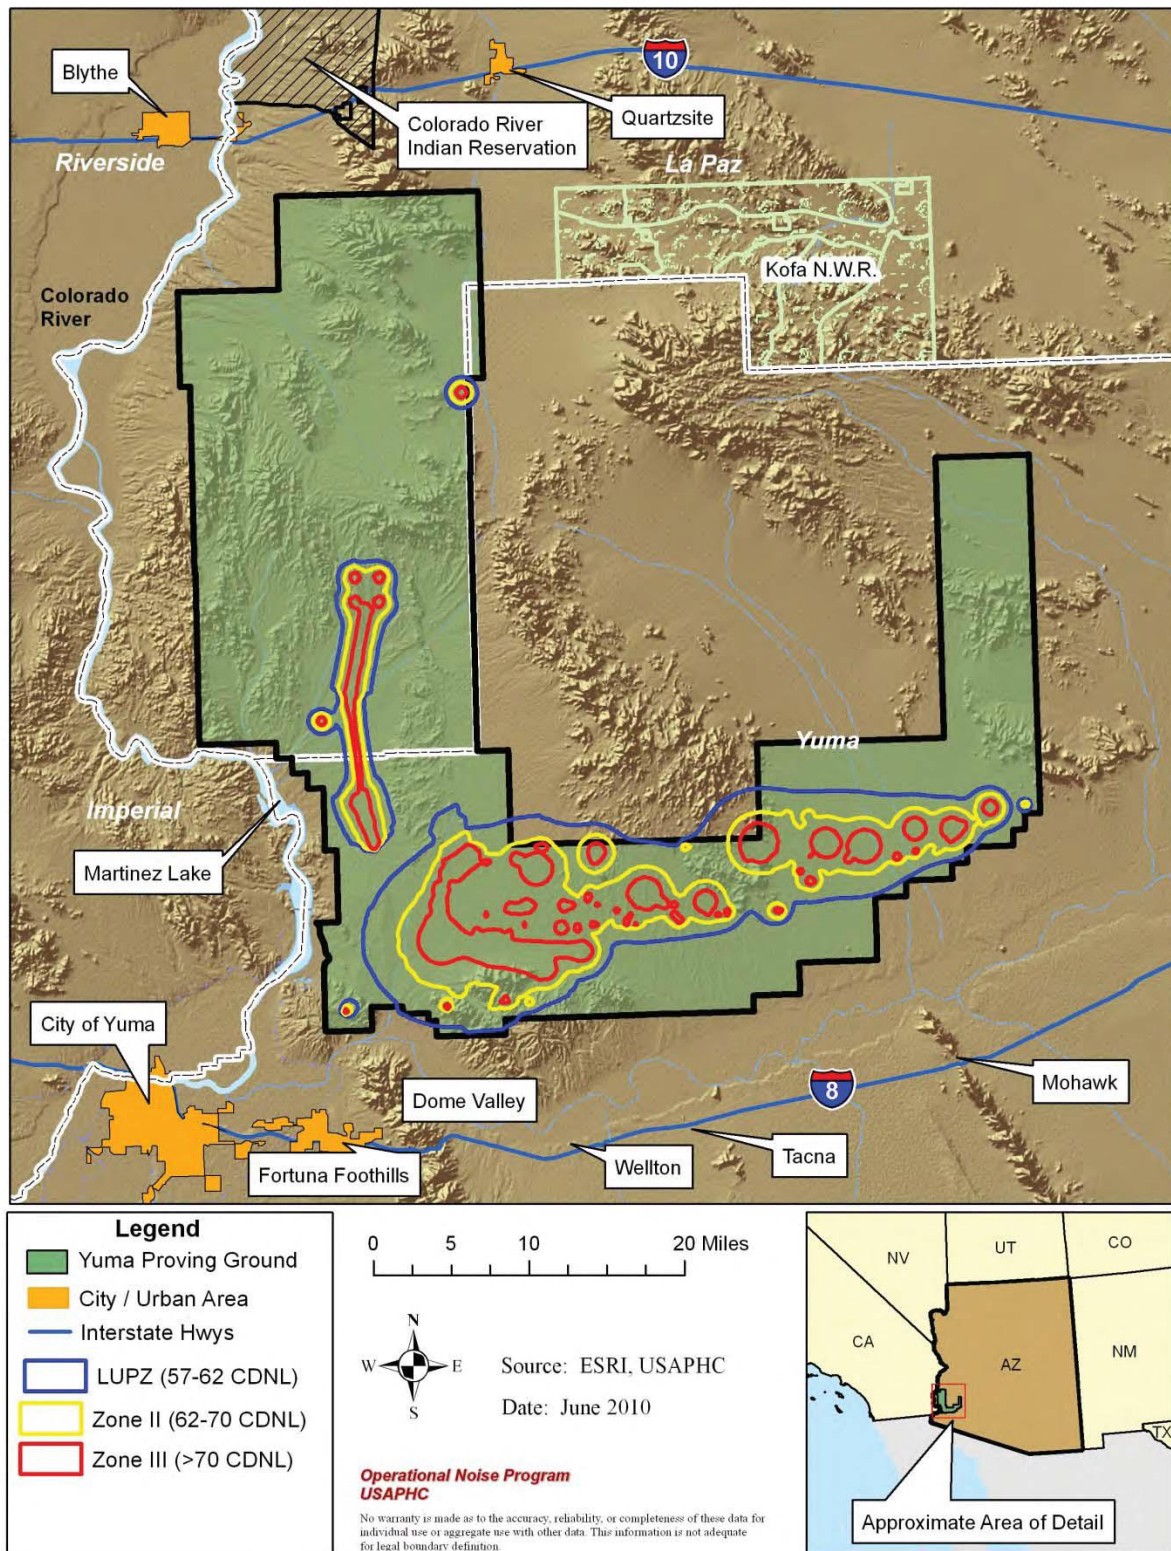 10
Blythe
Quartzsite
Colorado River
Indian Reservation
Riverside
La Paz
Kofa N.W.R.
Colorado
River
Yuma
Imperial
Martinez Lake
City of Yuma
Mohawk
8
Dome Valley
Tacna
Wellton
Fortuna Foothills
Legend
Yuma Proving Ground
City / Urban Area
Interstate Hwys
LUPZ (57-62 CDNL)
Zone II (62-70 CDNL)
Zone III (>70 CDNL)
0 5 10 20 Miles
N
W E
S
Source: ESRI, USAPHC
Date: June 2010
Operational Noise Program
USAPHC
No warranty is made as to the accuracy, reliability, or completeness of these data for
individual use or aggregate use with other data. This information is not adequate
for legal boundary definition.
NV
UT
CO
CA
AZ
NM
TX
Approximate Area of Detail